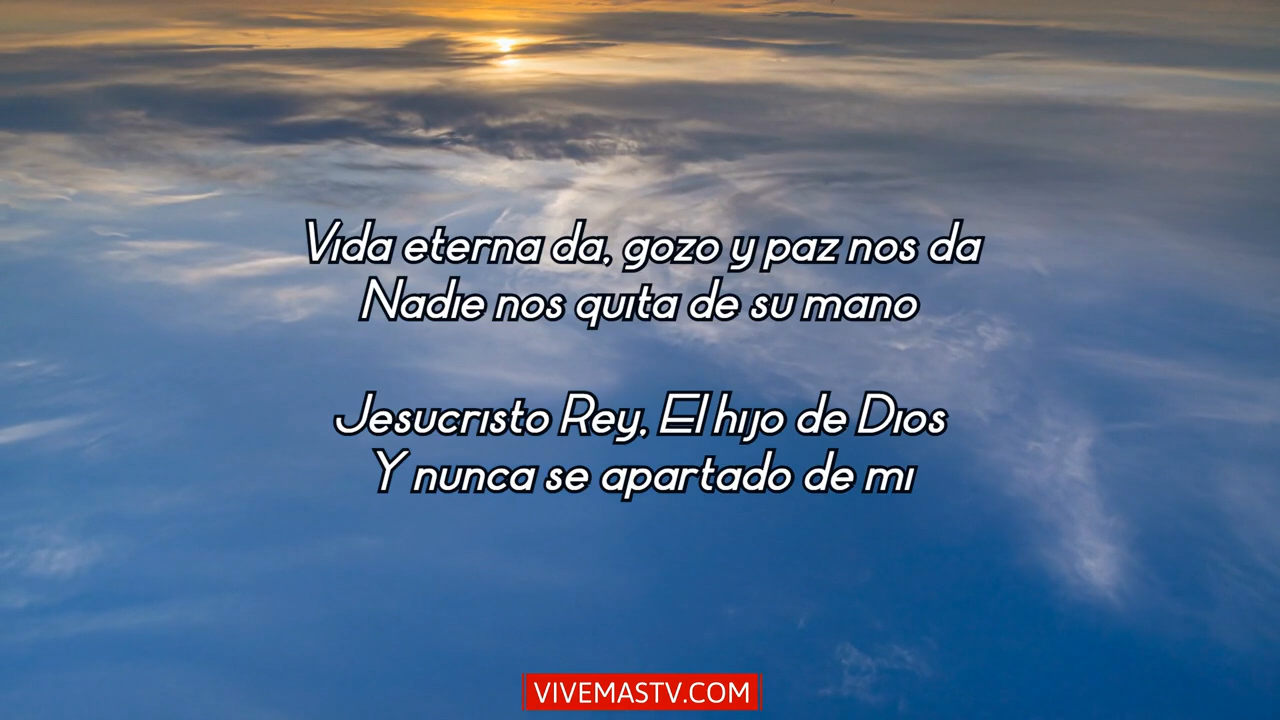 Vida eterna da, gozo y paz nos da
Nadie nos quita de su mano
Jesucristo Rey, El hijo de Dios
Y nunca se apartado de mi
VIVEMASTV.COM